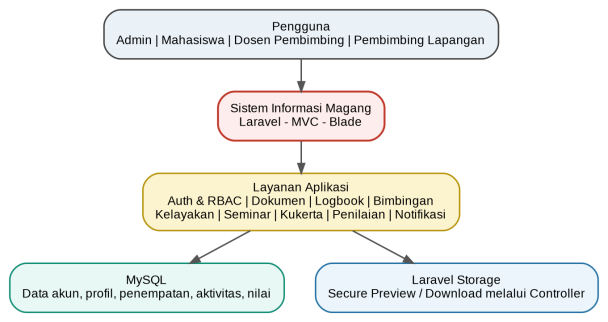 Pengguna
Admin | Mahasiswa | Dosen Pembimbing | Pembimbing Lapangan
Sistem Informasi Magang
Laravel - MVC - Blade
Layanan Aplikasi
Auth & RBAC | Dokumen | Logbook | Bimbingan
Kelayakan | Seminar | Kukerta | Penilaian | Notifikasi
MySQL
Data akun, profil, penempatan, aktivitas, nilai
Laravel Storage
Secure Preview / Download melalui Controller